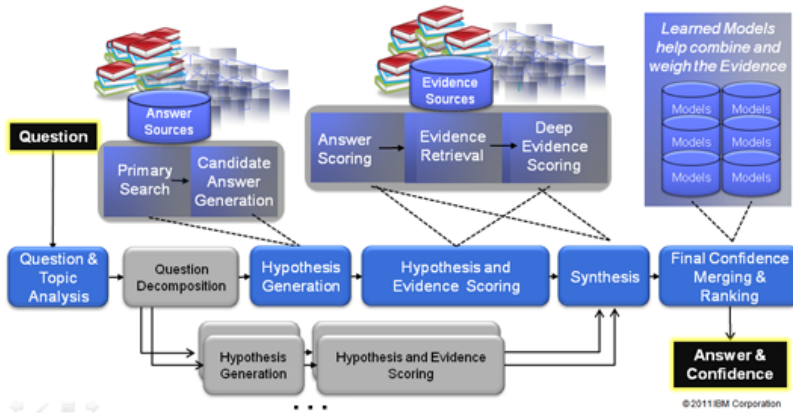 Learned Models
help combine and
weigh the Evidence
Answer
Sources
Evidence
Sources
Models
Models
Models
Models
Models
Models
Question
Primary
Search
Candidate
Answer
Generation
Answer
Scoring
Evidence
Retrieval
Deep
Evidence
Scoring
Question &
Topic
Analysis
Question
Decomposition
Hypothesis
Generation
Hypothesis and
Evidence Scoring
Synthesis
Final Confidence
Merging &
Ranking
Hypothesis
Generation
Hypothesis and Evidence
Scoring
Answer &
Confidence
...
© 2011 IBM Corporation